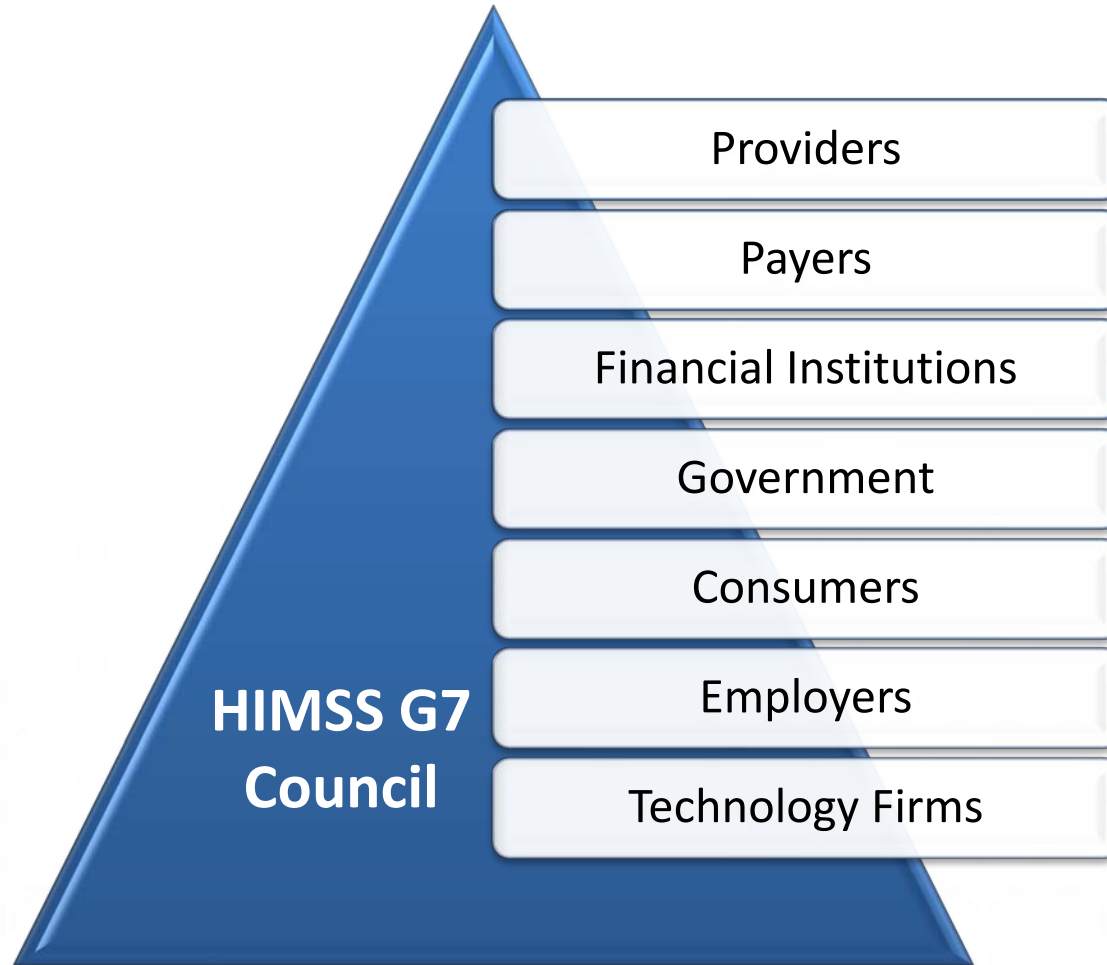 Providers
Payers
Financial Institutions
Government
Consumers
Employers
Technology Firms
HIMSS G7
Council